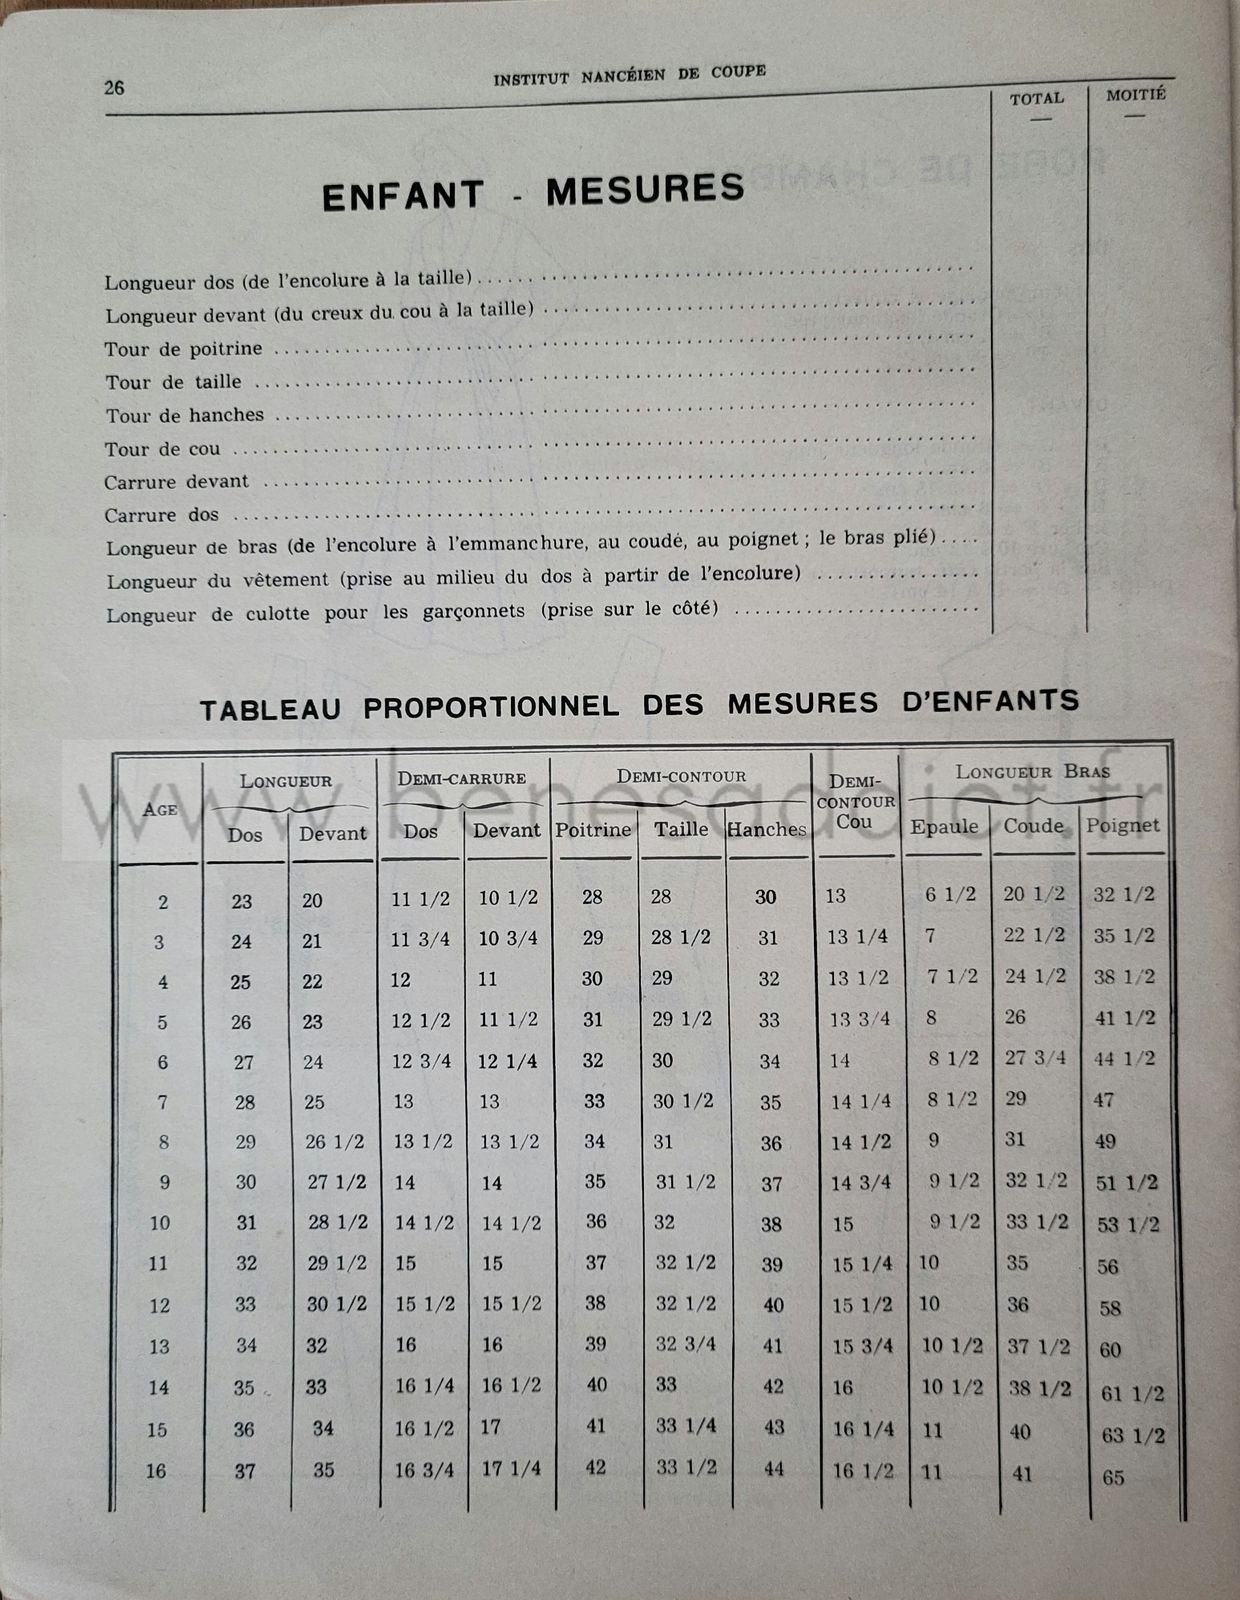 26
INSTITUT NANCÉIEN DE COUPE
TOTAL MOITIÉ
ENFANT - MESURES
Longueur dos (de l'encolure à la taille)
Longueur devant (du creux du cou à la taille)
Tour de poitrine
Tour de taille
Tour de hanches
Tour de cou
Carrure devant
Carrure dos
Longueur de bras (de l'encolure à l'emmanchure, au coude, au poignet ; le bras plié)
Longueur du vêtement (prise au milieu du dos à partir de l'encolure)
Longueur de culotte pour les garçonnets (prise sur le côté)
TABLEAU PROPORTIONNEL DES MESURES D'ENFANTS
www.benesaddict.fr
AGE LONGUEUR DEMI-CARRURE DEMI-CONTOUR DEMI-CONTOUR Cou LONGUEUR BRAS
Dos Devant Dos Devant Poitrine Taille Hanches Epaule Coude Poignet
2 23 20 11 1/2 10 1/2 28 28 30 13 6 1/2 20 1/2 32 1/2
3 24 21 11 3/4 10 3/4 29 28 1/2 31 13 1/4 7 22 1/2 35 1/2
4 25 22 12 11 30 29 32 13 1/2 7 1/2 24 1/2 38 1/2
5 26 23 12 1/2 11 1/2 31 29 1/2 33 13 3/4 8 26 41 1/2
6 27 24 12 3/4 12 1/4 32 30 34 14 8 1/2 27 3/4 44 1/2
7 28 25 13 13 33 30 1/2 35 14 1/4 8 1/2 29 47
8 29 26 1/2 13 1/2 13 1/2 34 31 36 14 1/2 9 31 49
9 30 27 1/2 14 14 35 31 1/2 37 14 3/4 9 1/2 32 1/2 51 1/2
10 31 28 1/2 14 1/2 14 1/2 36 32 38 15 9 1/2 33 1/2 53 1/2
11 32 29 1/2 15 15 37 32 1/2 39 15 1/4 10 35 56
12 33 30 1/2 15 1/2 15 1/2 38 32 1/2 40 15 1/2 10 36 58
13 34 32 16 16 39 32 3/4 41 15 3/4 10 1/2 37 1/2 60
14 35 33 16 1/4 16 1/2 40 33 42 16 10 1/2 38 1/2 61 1/2
15 36 34 16 1/2 17 41 33 1/4 43 16 1/4 11 40 63 1/2
16 37 35 16 3/4 17 1/4 42 33 1/2 44 16 1/2 11 41 65